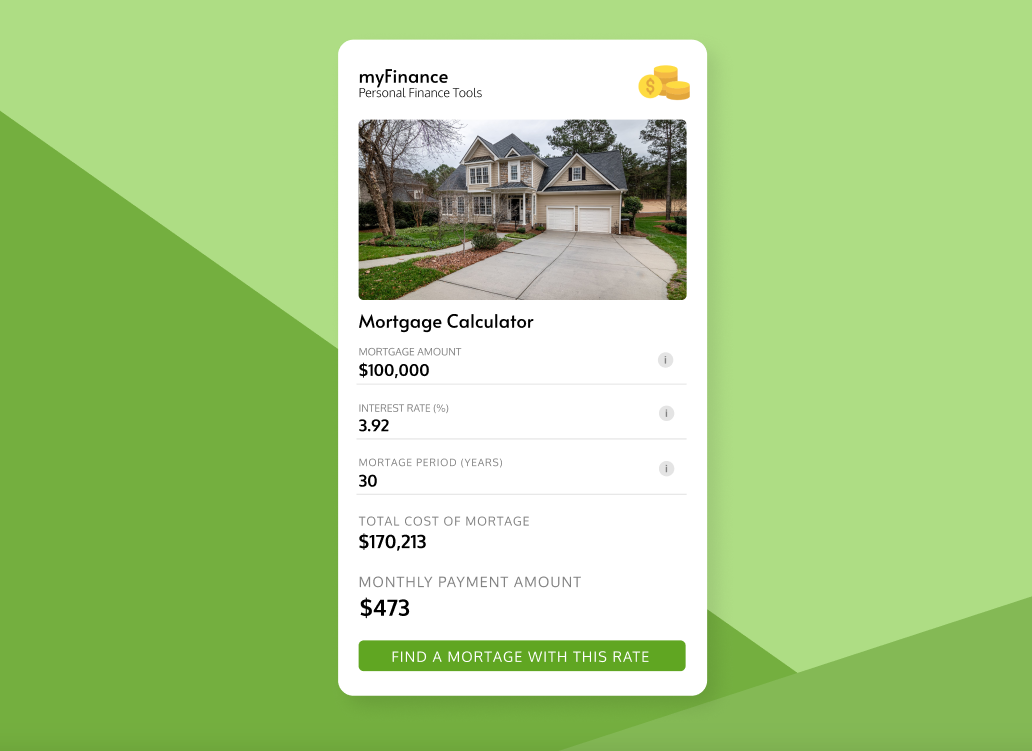 myFinance
Personal Finance Tools
$
Mortgage Calculator
MORTGAGE AMOUNT
i
$100,000
INTEREST RATE (%)
i
3.92
MORTAGE PERIOD (YEARS)
i
30
TOTAL COST OF MORTAGE
$170,213
MONTHLY PAYMENT AMOUNT
$473
FIND A MORTAGE WITH THIS RATE